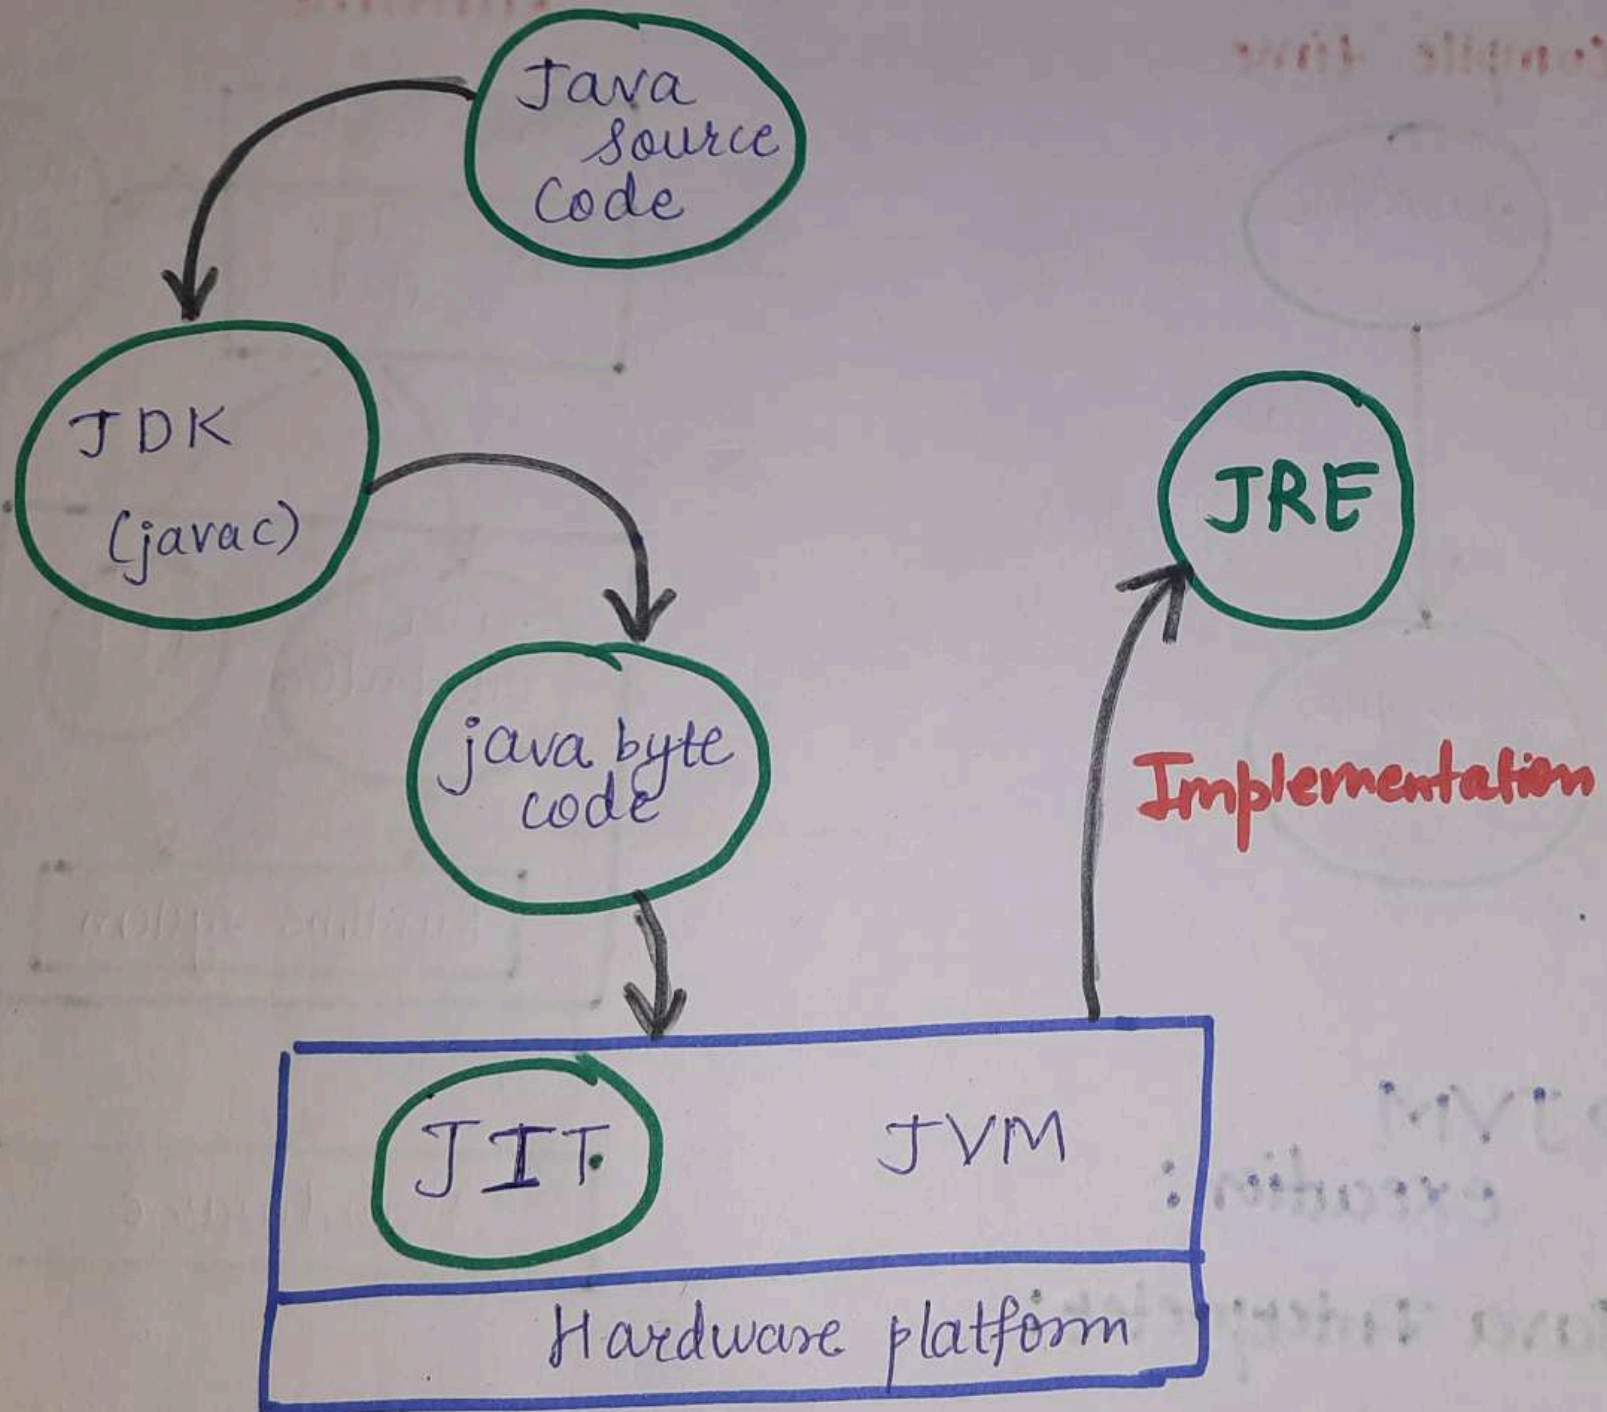 Java
source
Code
JDK
(javac)
java byte
code
JRE
Implementation
JIT
JVM
Hardware platform